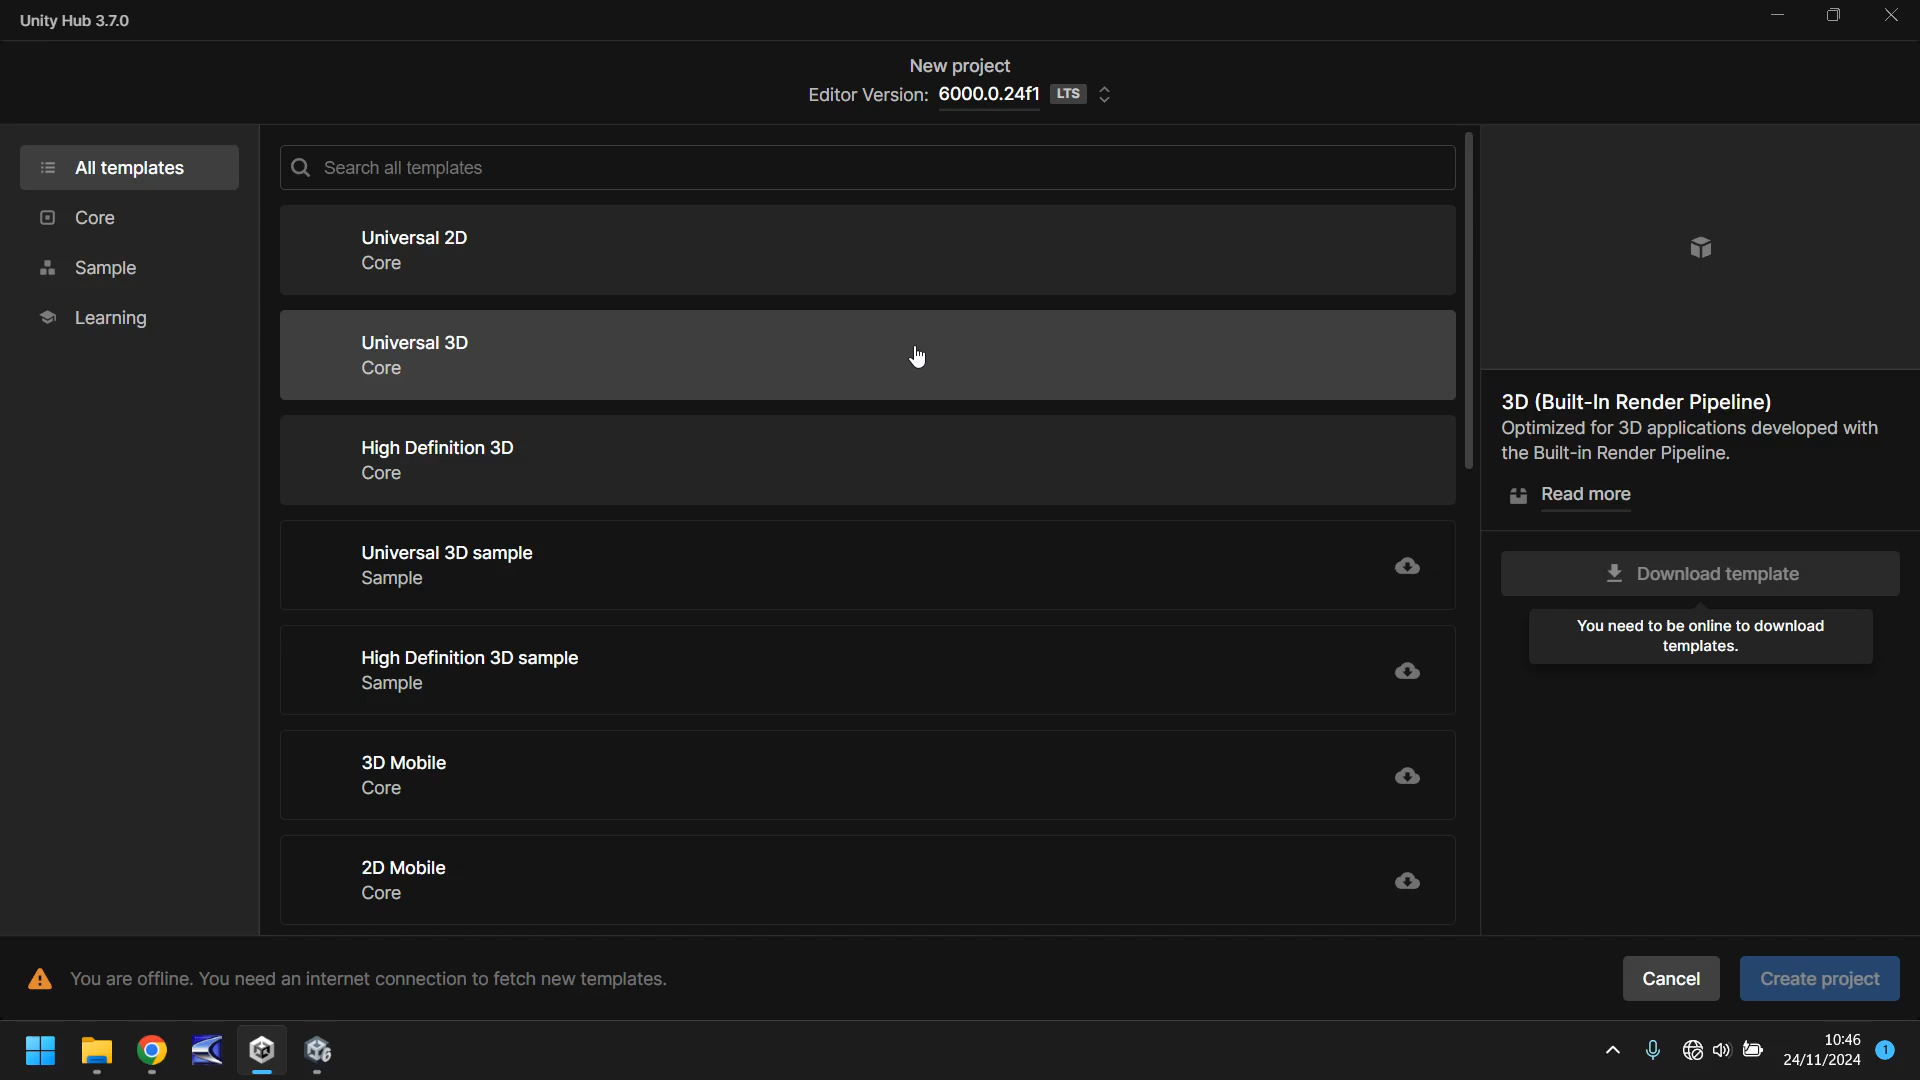 Unity Hub 3.7.0
New project
Editor Version: 6000.0.24f1 LTS
All templates
Core
Sample
Learning
Search all templates
Universal 2D
Core
Universal 3D
Core
High Definition 3D
Core
Universal 3D sample
Sample
High Definition 3D sample
Sample
3D Mobile
Core
2D Mobile
Core
3D (Built-In Render Pipeline)
Optimized for 3D applications developed with
the Built-in Render Pipeline.
Read more
Download template
You need to be online to download
templates.
You are offline. You need an internet connection to fetch new templates.
Cancel
Create project
6
10:46
24/11/2024
1